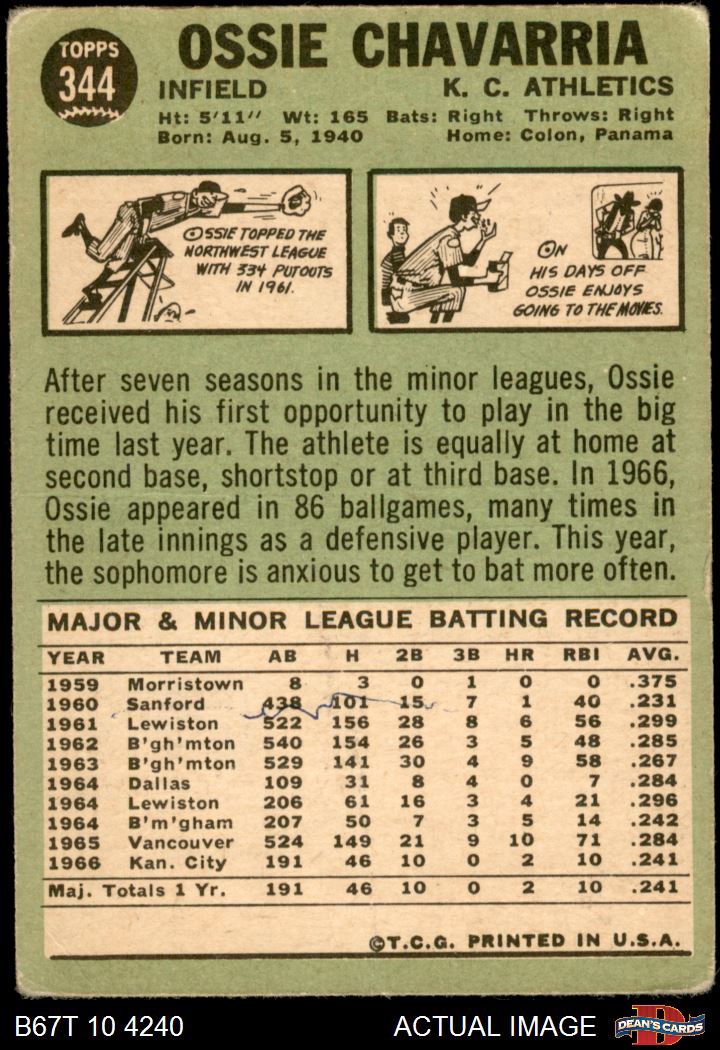 TOPPS
344
OSSIE CHAVARRIA
INFIELD K. C. ATHLETICS
Ht: 5'11" Wt: 165 Bats: Right Throws: Right
Born: Aug. 5, 1940 Home: Colon, Panama
OSSIE TOPPED THE
NORTHWEST LEAGUE
WITH 334 PUTOUTS
IN 1961.
ON
HIS DAYS OFF
OSSIE ENJOYS
GOING TO THE MOVIES.
After seven seasons in the minor leagues, Ossie
received his first opportunity to play in the big
time last year. The athlete is equally at home at
second base, shortstop or at third base. In 1966,
Ossie appeared in 86 ballgames, many times in
the late innings as a defensive player. This year,
the sophomore is anxious to get to bat more often.
MAJOR & MINOR LEAGUE BATTING RECORD
YEAR TEAM AB H 2B 3B HR RBI AVG.
1959 Morristown 8 3 0 1 0 0 .375
1960 Sanford 438 101 15 7 1 40 .231
1961 Lewiston 522 156 28 8 6 56 .299
1962 B'gh'mton 540 154 26 3 5 48 .285
1963 B'gh'mton 529 141 30 4 9 58 .267
1964 Dallas 109 31 8 4 0 7 .284
1964 Lewiston 206 61 16 3 4 21 .296
1964 B'm'gham 207 50 7 3 5 14 .242
1965 Vancouver 524 149 21 9 10 71 .284
1966 Kan. City 191 46 10 0 2 10 .241
Maj. Totals 1 Yr. 191 46 10 0 2 10 .241
©T.C.G. PRINTED IN U.S.A.
B67T 10 4240 ACTUAL IMAGE DEAN'S CARDS